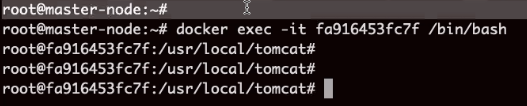 root@master-node:~#
root@master-node:~# docker exec -it fa916453fc7f /bin/bash
root@fa916453fc7f:/usr/local/tomcat#
root@fa916453fc7f:/usr/local/tomcat#
root@fa916453fc7f:/usr/local/tomcat#